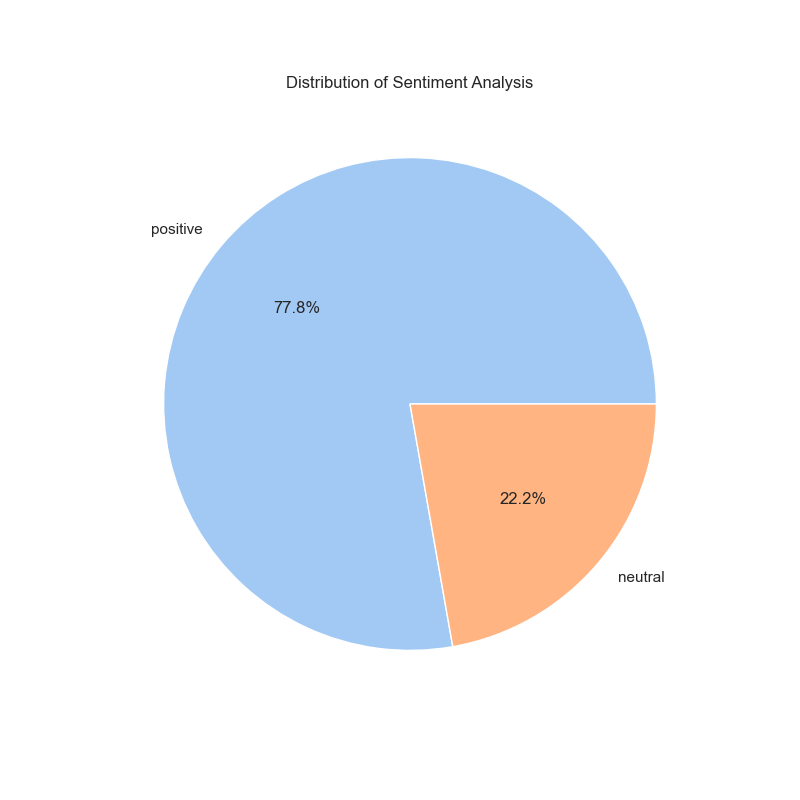 Distribution of Sentiment Analysis
positive
77.8%
22.2%
neutral